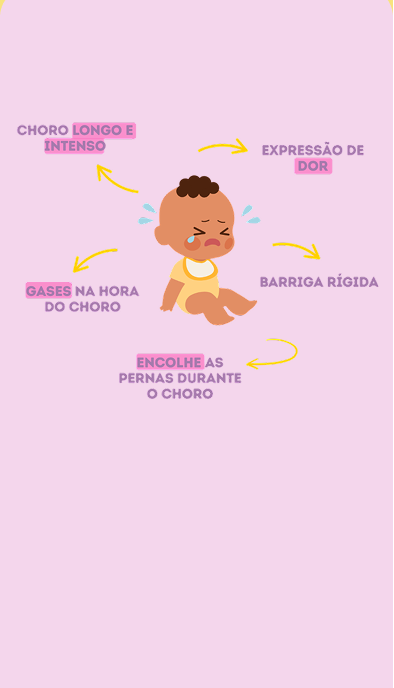 CHORO LONGO E
INTENSO
EXPRESSÃO DE
DOR
GASES NA HORA
DO CHORO
BARRIGA RÍGIDA
ENCOLHE AS
PERNAS DURANTE
O CHORO